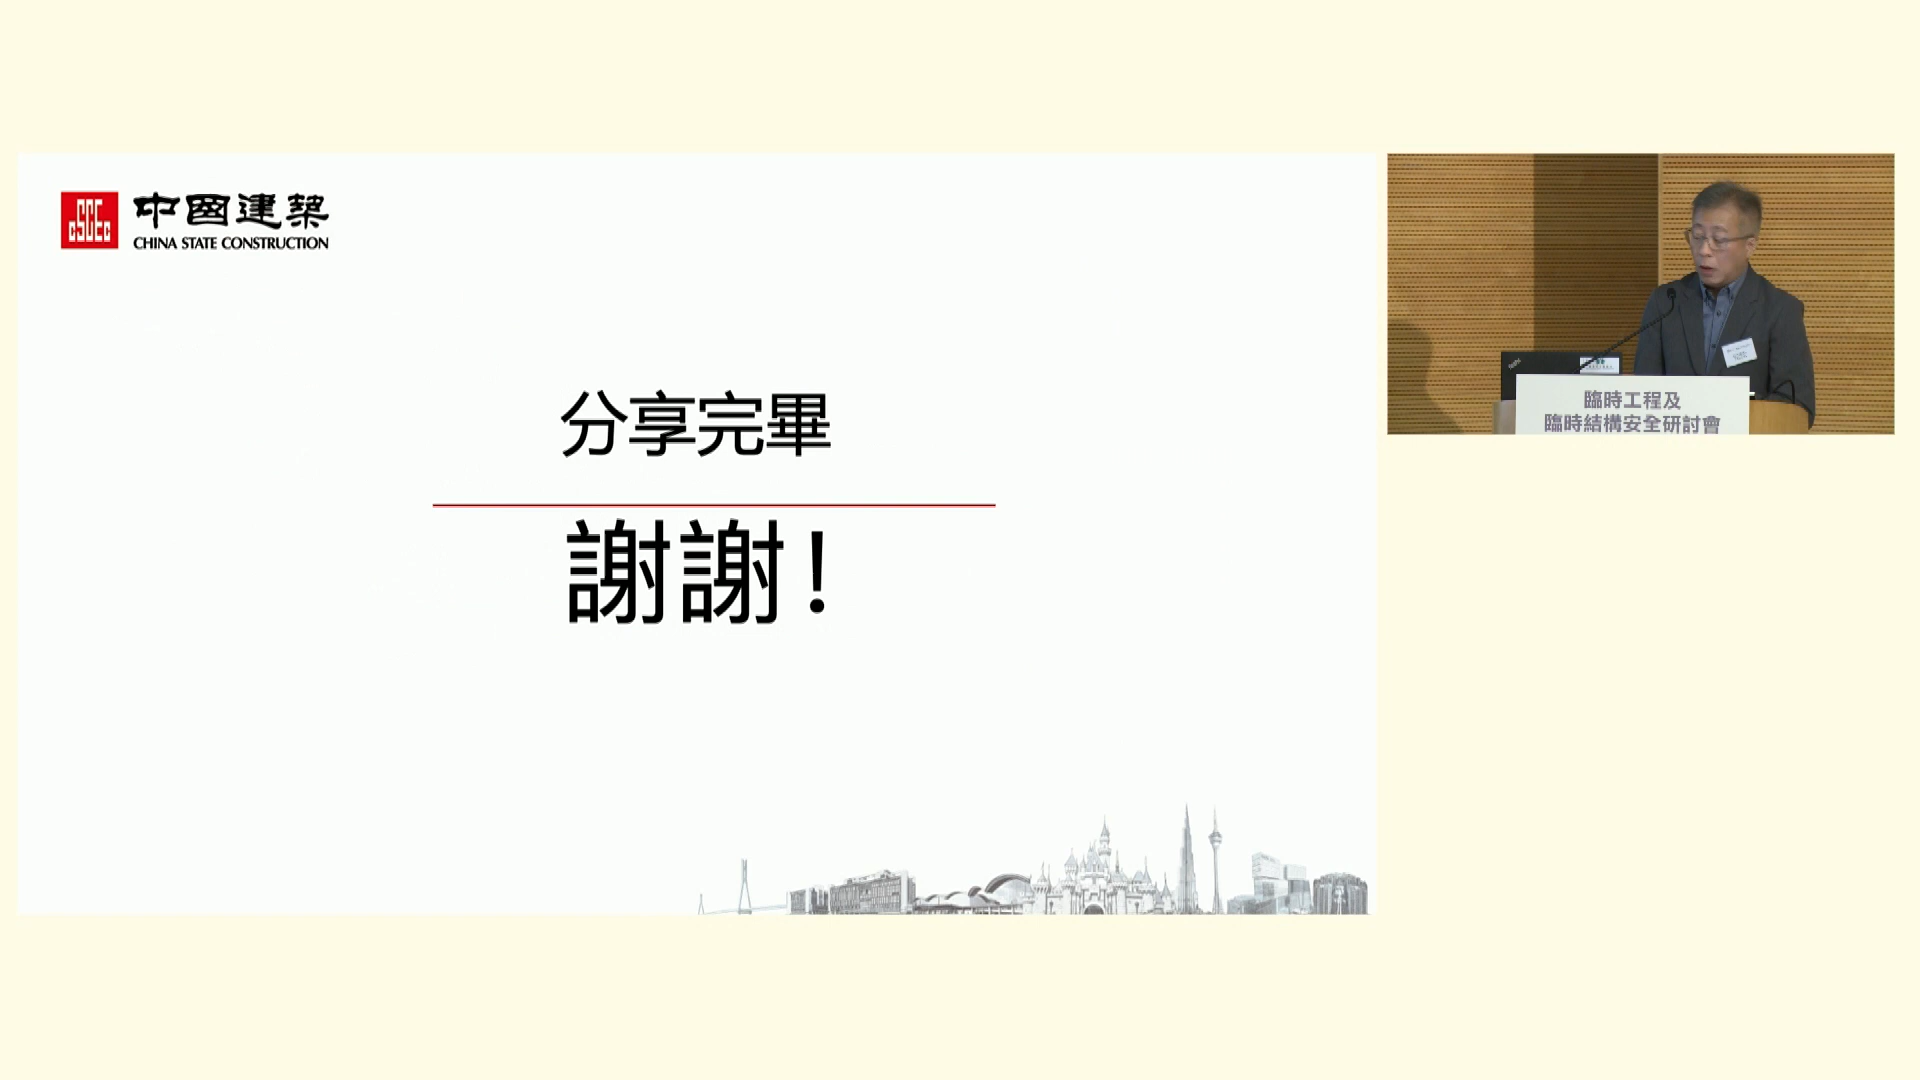 中國建築
CHINA STATE CONSTRUCTION
分享完畢
謝謝!
臨時工程及
臨時結構安全研討會